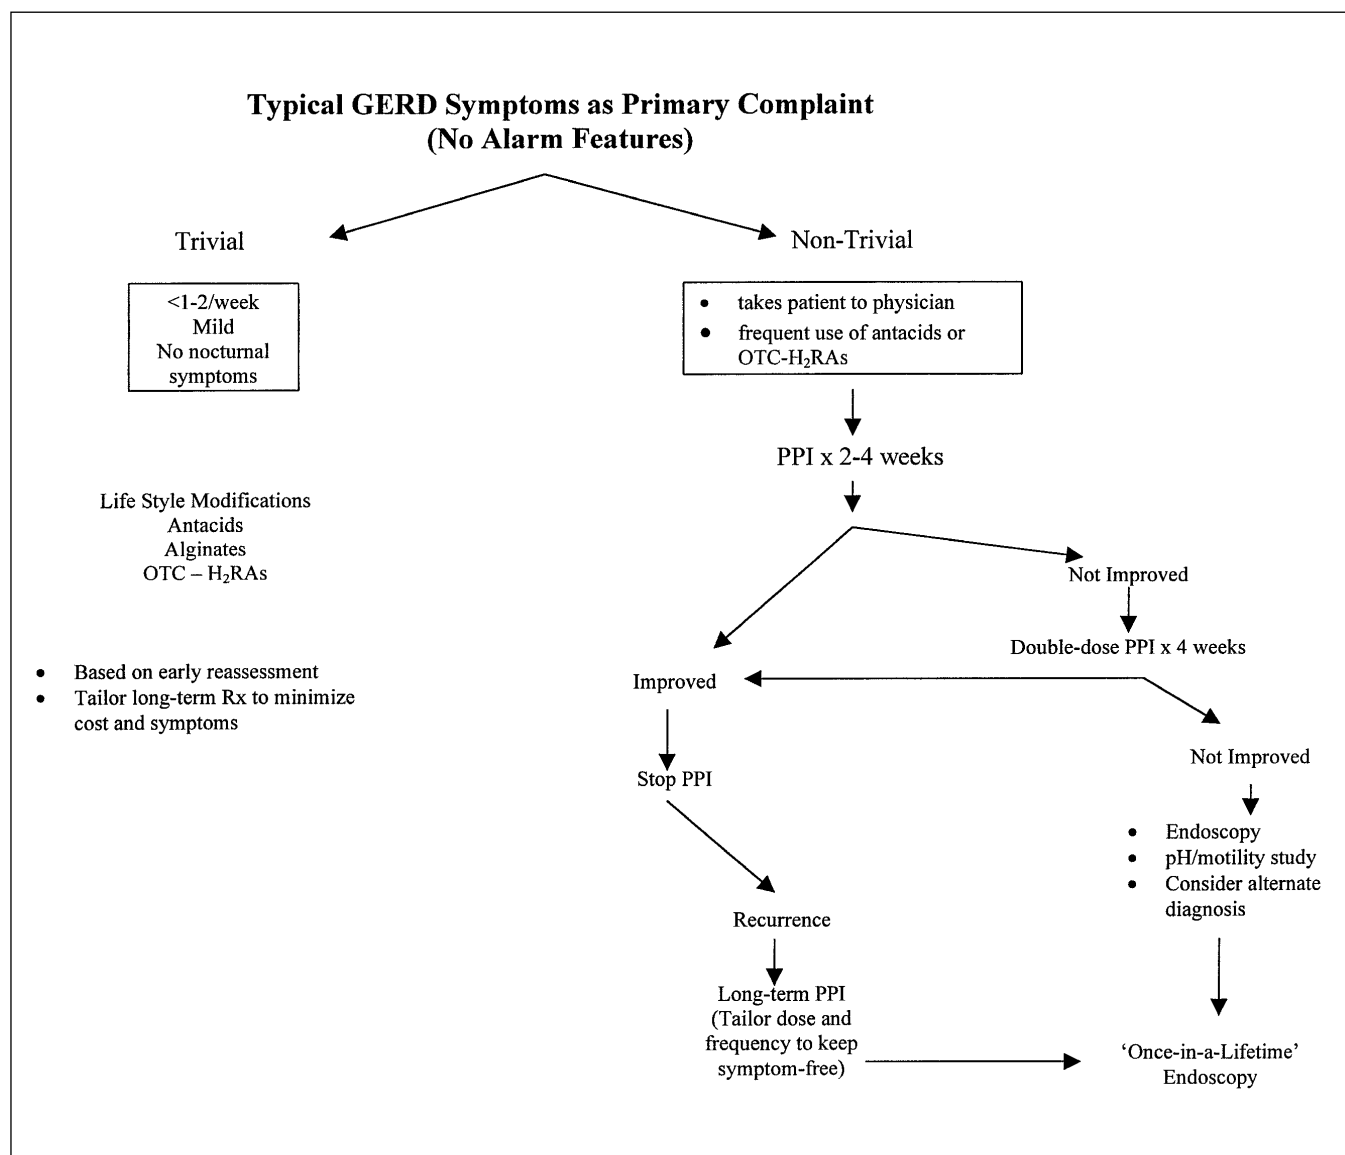 Typical GERD Symptoms as Primary Complaint
(No Alarm Features)
Trivial
Non-Trivial
<1-2/week
Mild
No nocturnal
symptoms
• takes patient to physician
• frequent use of antacids or
OTC-H₂RAs
PPI x 2-4 weeks
Life Style Modifications
Antacids
Alginates
OTC – H₂RAs
Not Improved
Double-dose PPI x 4 weeks
• Based on early reassessment
• Tailor long-term Rx to minimize
cost and symptoms
Improved
Not Improved
Stop PPI
• Endoscopy
• pH/motility study
• Consider alternate
diagnosis
Recurrence
Long-term PPI
(Tailor dose and
frequency to keep
symptom-free)
‘Once-in-a-Lifetime’
Endoscopy